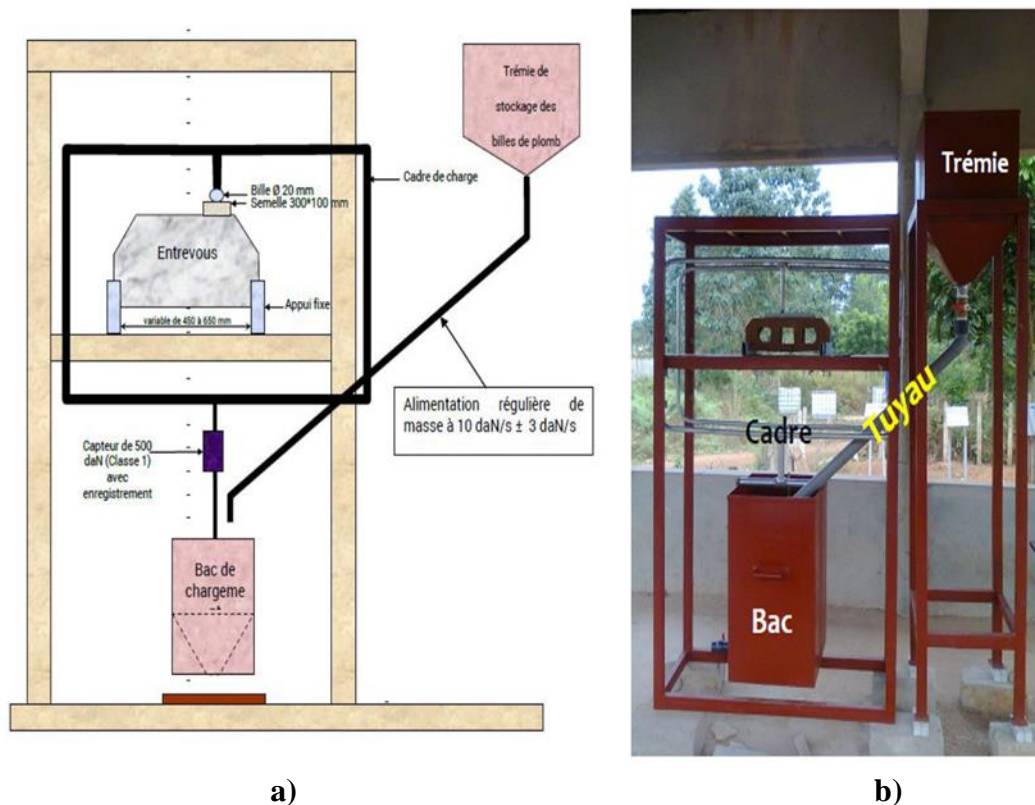 Trémie de
stockage des
billes de plomb
Bille Ø 20 mm
Semelle 300*100 mm
Cadre de charge
Entrevous
Appui fixe
variable de 450 à 650 mm
Alimentation régulière de
masse à 10 daN/s ± 3 daN/s
Capteur de 500
daN (Classe 1)
avec
enregistrement
Bac de
chargeme
a)
Trémie
Tuyau
Cadre
Bac
b)